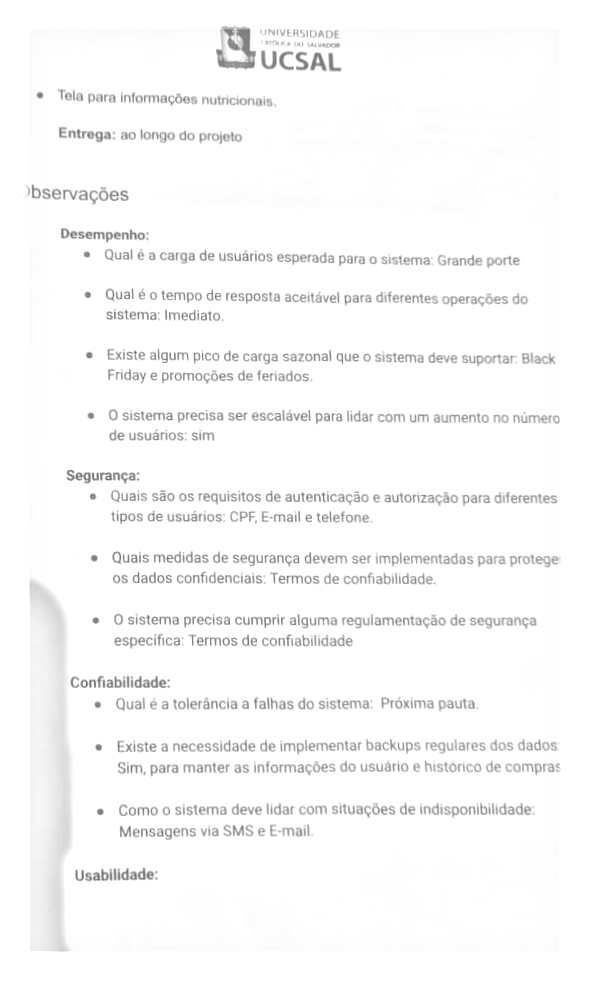 UNIVERSIDADE
CATÓLICA DO SALVADOR
UCSAL
• Tela para informações nutricionais.
Entrega: ao longo do projeto
Observações
Desempenho:
• Qual é a carga de usuários esperada para o sistema: Grande porte
• Qual é o tempo de resposta aceitável para diferentes operações do
sistema: Imediato.
• Existe algum pico de carga sazonal que o sistema deve suportar: Black
Friday e promoções de feriados.
• O sistema precisa ser escalável para lidar com um aumento no número
de usuários: sim
Segurança:
• Quais são os requisitos de autenticação e autorização para diferentes
tipos de usuários: CPF, E-mail e telefone.
• Quais medidas de segurança devem ser implementadas para protege
os dados confidenciais: Termos de confiabilidade.
• O sistema precisa cumprir alguma regulamentação de segurança
específica: Termos de confiabilidade
Confiabilidade:
• Qual é a tolerância a falhas do sistema: Próxima pauta.
• Existe a necessidade de implementar backups regulares dos dados:
Sim, para manter as informações do usuário e histórico de compras
• Como o sistema deve lidar com situações de indisponibilidade:
Mensagens via SMS e E-mail.
Usabilidade: